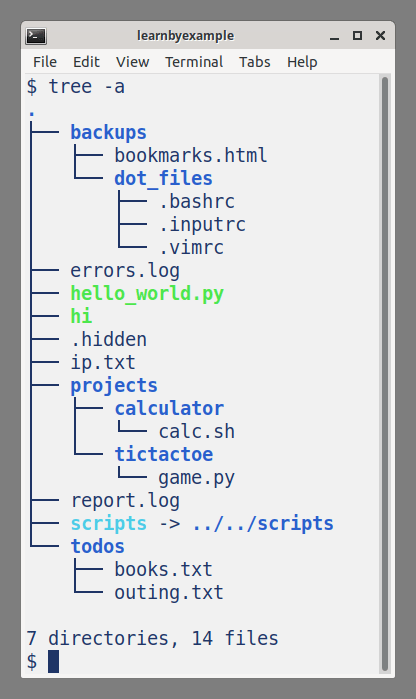 learnbyexample
File Edit View Terminal Tabs Help
$ tree -a
.
├── backups
│   ├── bookmarks.html
│   └── dot_files
│       ├── .bashrc
│       ├── .inputrc
│       └── .vimrc
├── errors.log
├── hello_world.py
├── hi
├── .hidden
├── ip.txt
├── projects
│   ├── calculator
│   │   └── calc.sh
│   └── tictactoe
│       └── game.py
├── report.log
├── scripts -> ../../scripts
└── todos
    ├── books.txt
    └── outing.txt

7 directories, 14 files
$